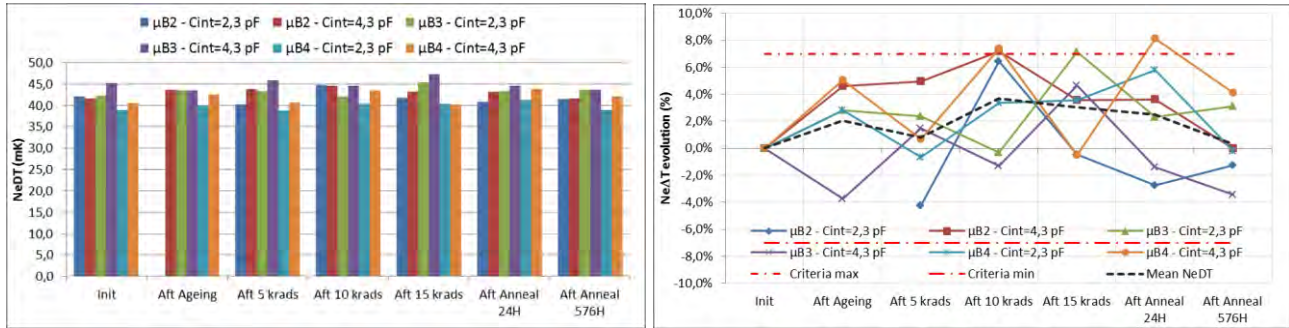 μB2 - Cint=2,3 pF
μB2 - Cint=4,3 pF
μB3 - Cint=2,3 pF
μB3 - Cint=4,3 pF
μB4 - Cint=2,3 pF
μB4 - Cint=4,3 pF
50,0
45,0
40,0
35,0
30,0
25,0
20,0
15,0
10,0
5,0
0,0
NeDT (mK)
Init
Aft Ageing
Aft 5 krads
Aft 10 krads
Aft 15 krads
Aft Anneal
24H
Aft Anneal
576H
10,0%
8,0%
6,0%
4,0%
2,0%
0,0%
-2,0%
-4,0%
-6,0%
-8,0%
-10,0%
NeΔT evolution (%)
μB2 - Cint=2,3 pF
μB2 - Cint=4,3 pF
μB3 - Cint=2,3 pF
μB3 - Cint=4,3 pF
μB4 - Cint=2,3 pF
μB4 - Cint=4,3 pF
Criteria max
Criteria min
Mean NeDT
Init
Aft Ageing
Aft 5 krads
Aft 10 krads
Aft 15 krads
Aft Anneal
24H
Aft Anneal
576H